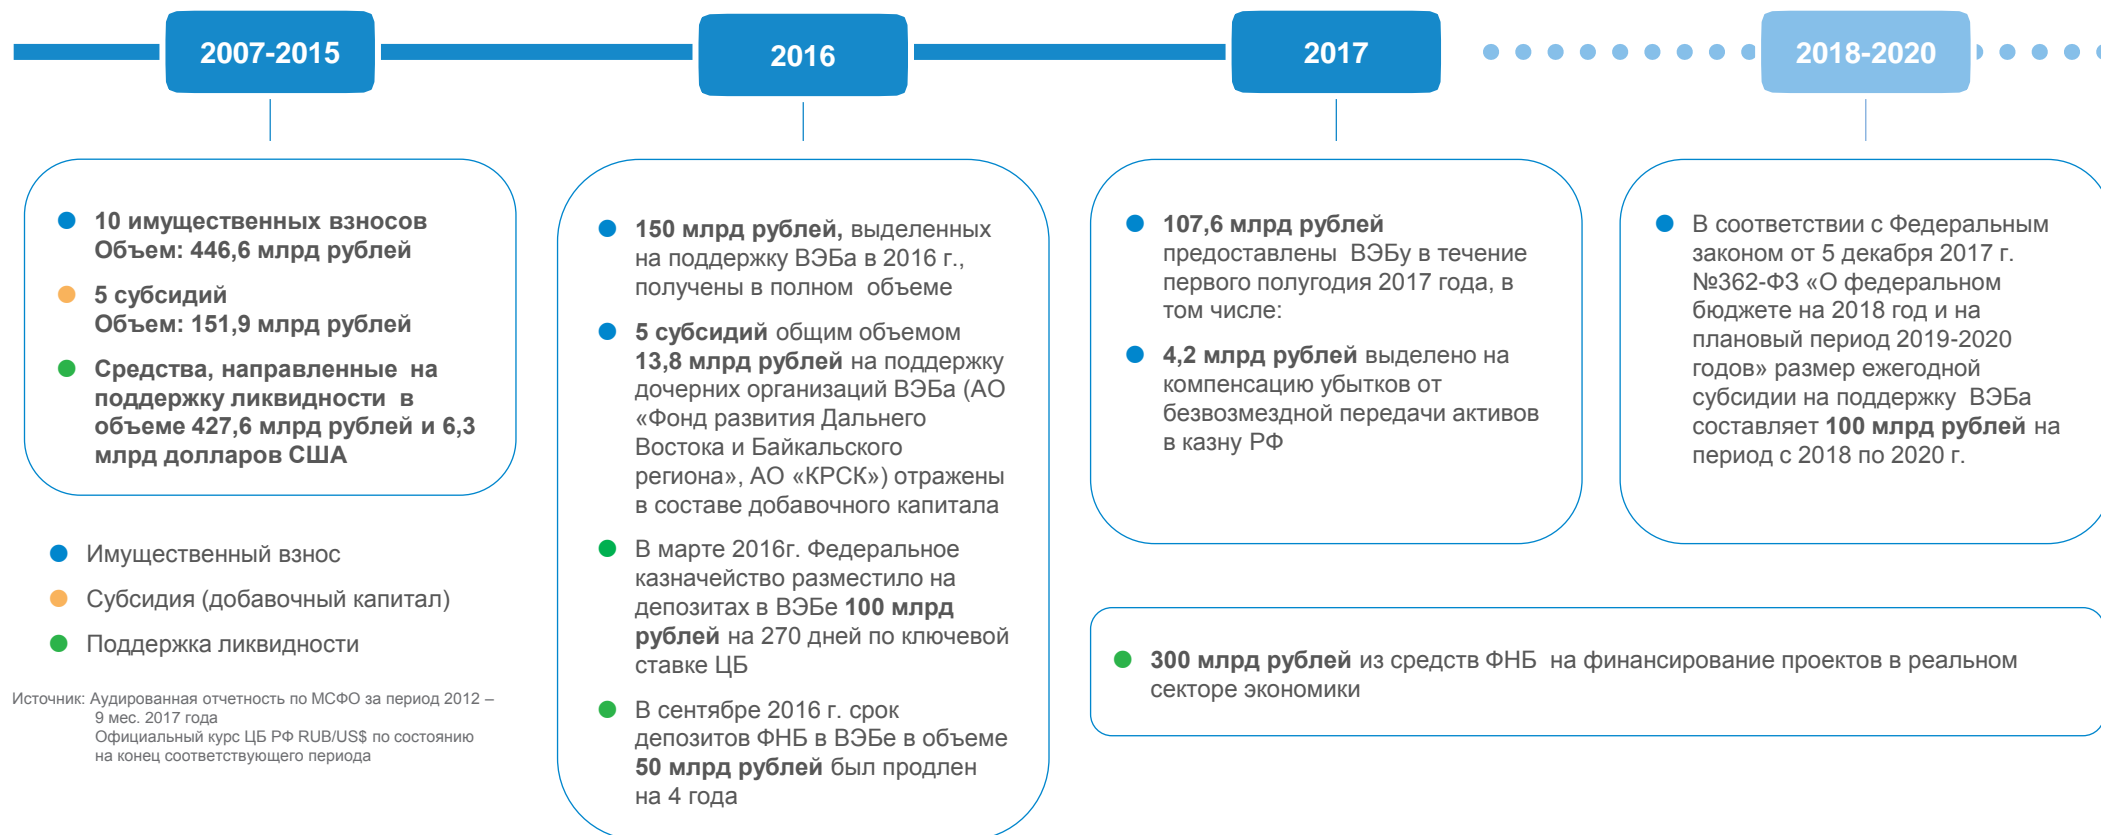 2007-2015
2016
2017
2018-2020
10 имущественных взносов
Объем: 446,6 млрд рублей
5 субсидий
Объем: 151,9 млрд рублей
Средства, направленные на
поддержку ликвидности в
объеме 427,6 млрд рублей и 6,3
млрд долларов США
Имущественный взнос
Субсидия (добавочный капитал)
Поддержка ликвидности
Источник: Аудированная отчетность по МСФО за период 2012 –
9 мес. 2017 года
Официальный курс ЦБ РФ RUB/US$ по состоянию
на конец соответствующего периода
150 млрд рублей, выделенных
на поддержку ВЭБа в 2016 г.,
получены в полном объеме
5 субсидий общим объемом
13,8 млрд рублей на поддержку
дочерних организаций ВЭБа (АО
«Фонд развития Дальнего
Востока и Байкальского
региона», АО «КРСК») отражены
в составе добавочного капитала
В марте 2016г. Федеральное
казначейство разместило на
депозитах в ВЭБе 100 млрд
рублей на 270 дней по ключевой
ставке ЦБ
В сентябре 2016 г. срок
депозитов ФНБ в ВЭБе в объеме
50 млрд рублей был продлен
на 4 года
107,6 млрд рублей
предоставлены ВЭБу в течение
первого полугодия 2017 года, в
том числе:
4,2 млрд рублей выделено на
компенсацию убытков от
безвозмездной передачи активов
в казну РФ
В соответствии с Федеральным
законом от 5 декабря 2017 г.
№362-ФЗ «О федеральном
бюджете на 2018 год и на
плановый период 2019-2020
годов» размер ежегодной
субсидии на поддержку ВЭБа
составляет 100 млрд рублей на
период с 2018 по 2020 г.
300 млрд рублей из средств ФНБ на финансирование проектов в реальном
секторе экономики